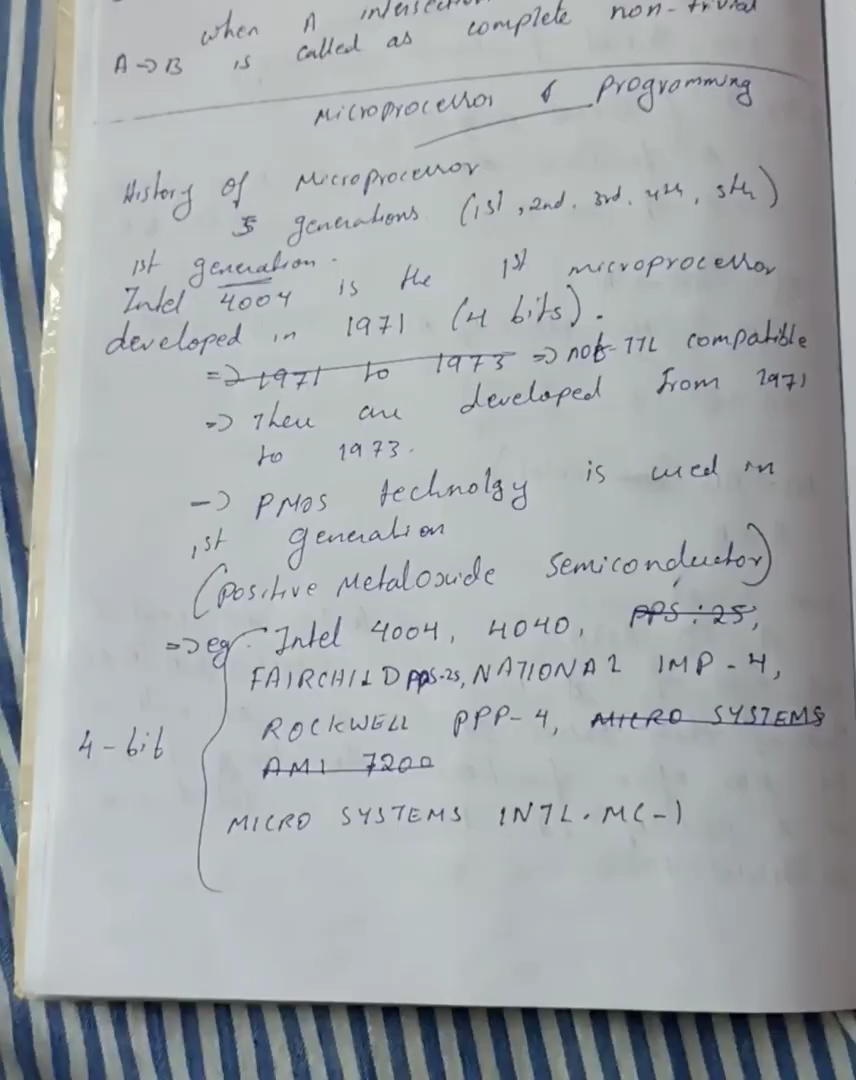 when A intersection
A → B is called as complete non-trivial
Microprocessor & Programming
History of Microprocessor
5 generations (1st, 2nd, 3rd, 4th, 5th)
1st generation.
Intel 4004 is the 1st microprocessor
developed in 1971 (4 bits).
=> 1971 to 1973 => not TTL compatible
=> These are developed from 1971
to 1973.
-> PMOS technolgy is used in
1st generation
(Positive Metaloxide Semiconductor)
=> eg. Intel 4004, 4040, PPS:25,
FAIRCHILD PPS-25, NATIONAL IMP-4,
ROCKWELL PPP-4, MICRO SYSTEMS
AMI 7200
4-bit
MICRO SYSTEMS INTL. MC-1